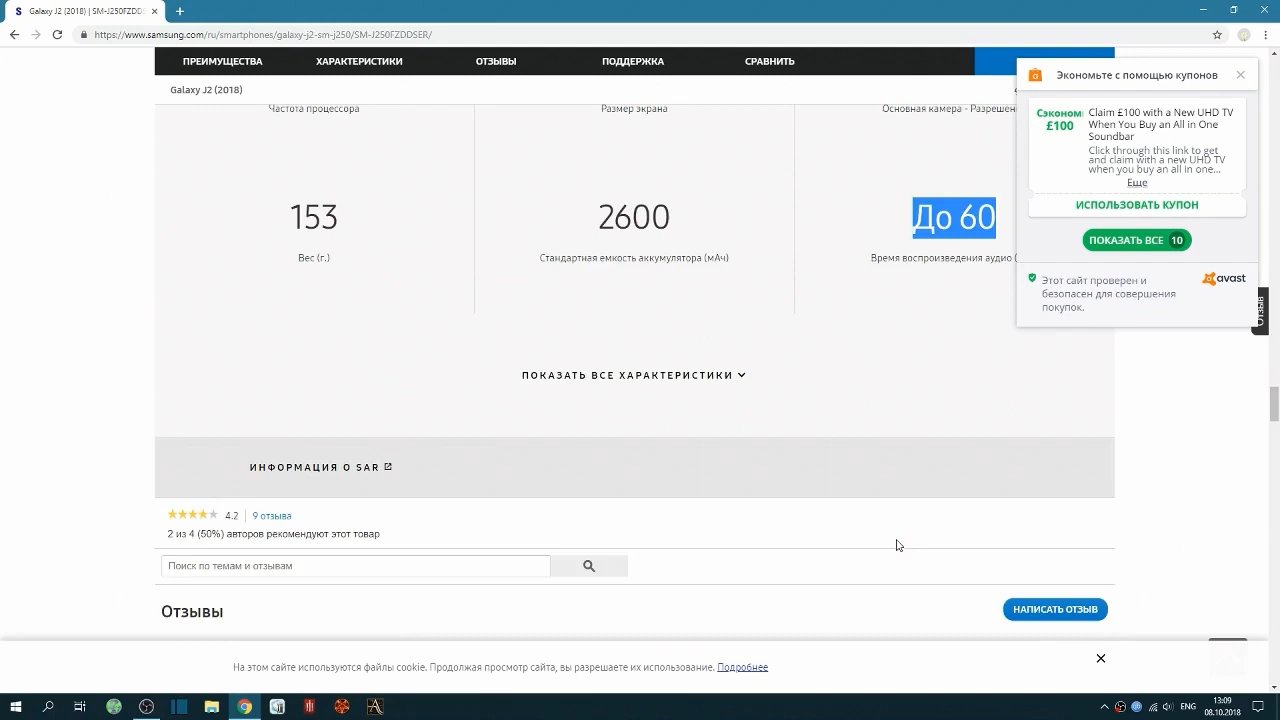 Galaxy J2 (2018) | SM-J250FZDD
https://www.samsung.com/ru/smartphones/galaxy-j2-sm-j250/SM-J250FZDDSER/
ПРЕИМУЩЕСТВА ХАРАКТЕРИСТИКИ ОТЗЫВЫ ПОДДЕРЖКА СРАВНИТЬ
Galaxy J2 (2018)
Частота процессора Размер экрана Основная камера - Разрешен
153 2600 До 60
Вес (г.) Стандартная емкость аккумулятора (мАч) Время воспроизведения аудио (
ПОКАЗАТЬ ВСЕ ХАРАКТЕРИСТИКИ
ИНФОРМАЦИЯ О SAR
4.2 9 отзыва
2 из 4 (50%) авторов рекомендуют этот товар
Поиск по темам и отзывам
Отзывы
НАПИСАТЬ ОТЗЫВ
На этом сайте используются файлы cookie. Продолжая просмотр сайта, вы разрешаете их использование. Подробнее
Экономьте с помощью купонов
Сэконом
£100
Claim £100 with a New UHD TV
When You Buy an All in One
Soundbar
Click through this link to get
and claim with a new UHD TV
when you buy an all in one...
Еще
ИСПОЛЬЗОВАТЬ КУПОН
ПОКАЗАТЬ ВСЕ 10
Этот сайт проверен и
безопасен для совершения
покупок.
avast
Отзыв
ENG
13:09
08.10.2018